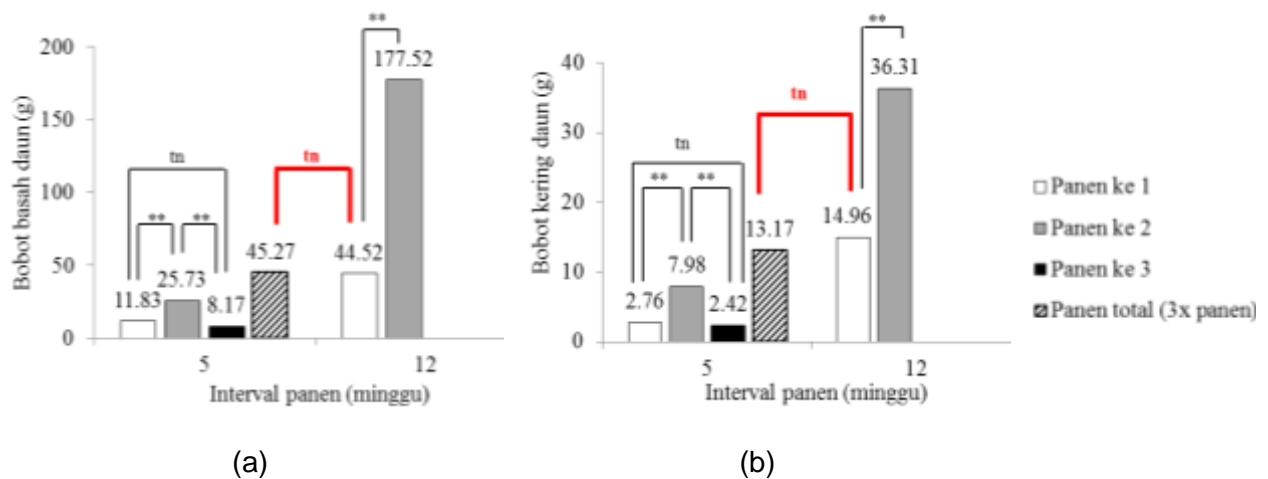 **
200
177.52
150
tn
tn
100
**
**
45.27
44.52
50
25.73
11.83
8.17
0
5
12
Bobot basah daun (g)
Interval panen (minggu)
(a)
**
40
36.31
tn
30
tn
**
**
20
14.96
13.17
7.98
10
2.76
2.42
0
5
12
Bobot kering daun (g)
Interval panen (minggu)
(b)
Panen ke 1
Panen ke 2
Panen ke 3
Panen total (3x panen)